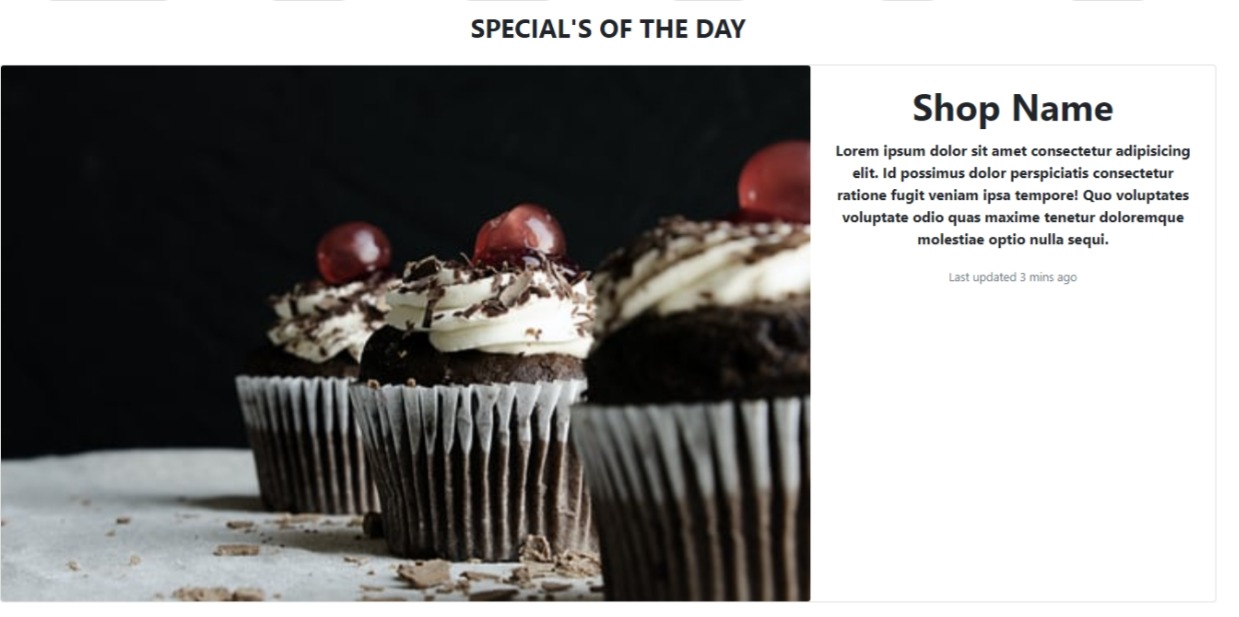 SPECIAL'S OF THE DAY
Shop Name
Lorem ipsum dolor sit amet consectetur adipisicing
elit. Id possimus dolor perspiciatis consectetur
ratione fugit veniam ipsa tempore! Quo voluptates
voluptate odio quas maxime tenetur doloremque
molestiae optio nulla sequi.
Last updated 3 mins ago